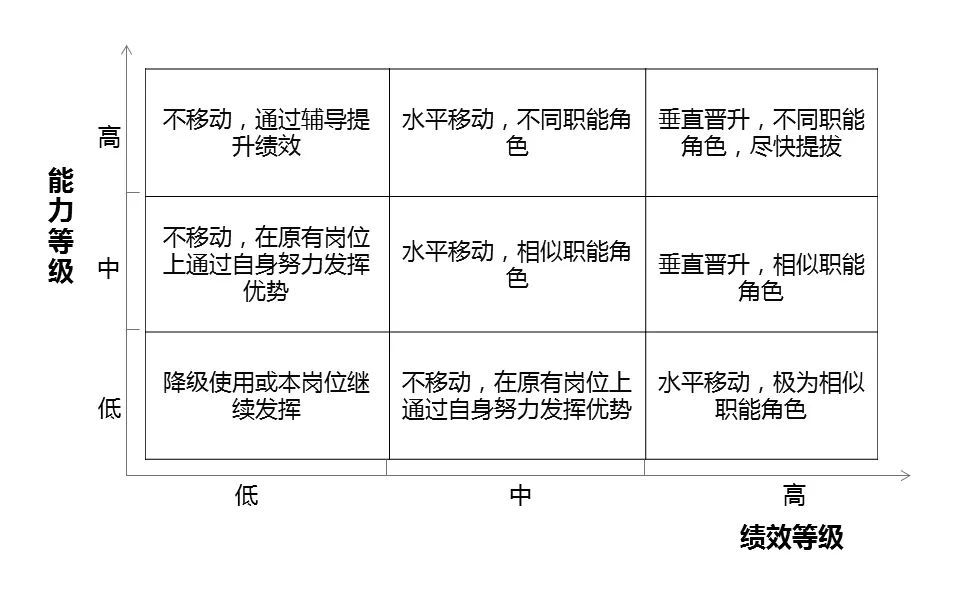 高
不移动，通过辅导提
升绩效
水平移动，不同职能角
色
垂直晋升，不同职能
角色，尽快提拔
能力等级
中
不移动，在原有岗位
上通过自身努力发挥
优势
水平移动，相似职能角
色
垂直晋升，相似职能
角色
低
降级使用或本岗位继
续发挥
不移动，在原有岗位上
通过自身努力发挥优势
水平移动，极为相似
职能角色
低
中
高
绩效等级